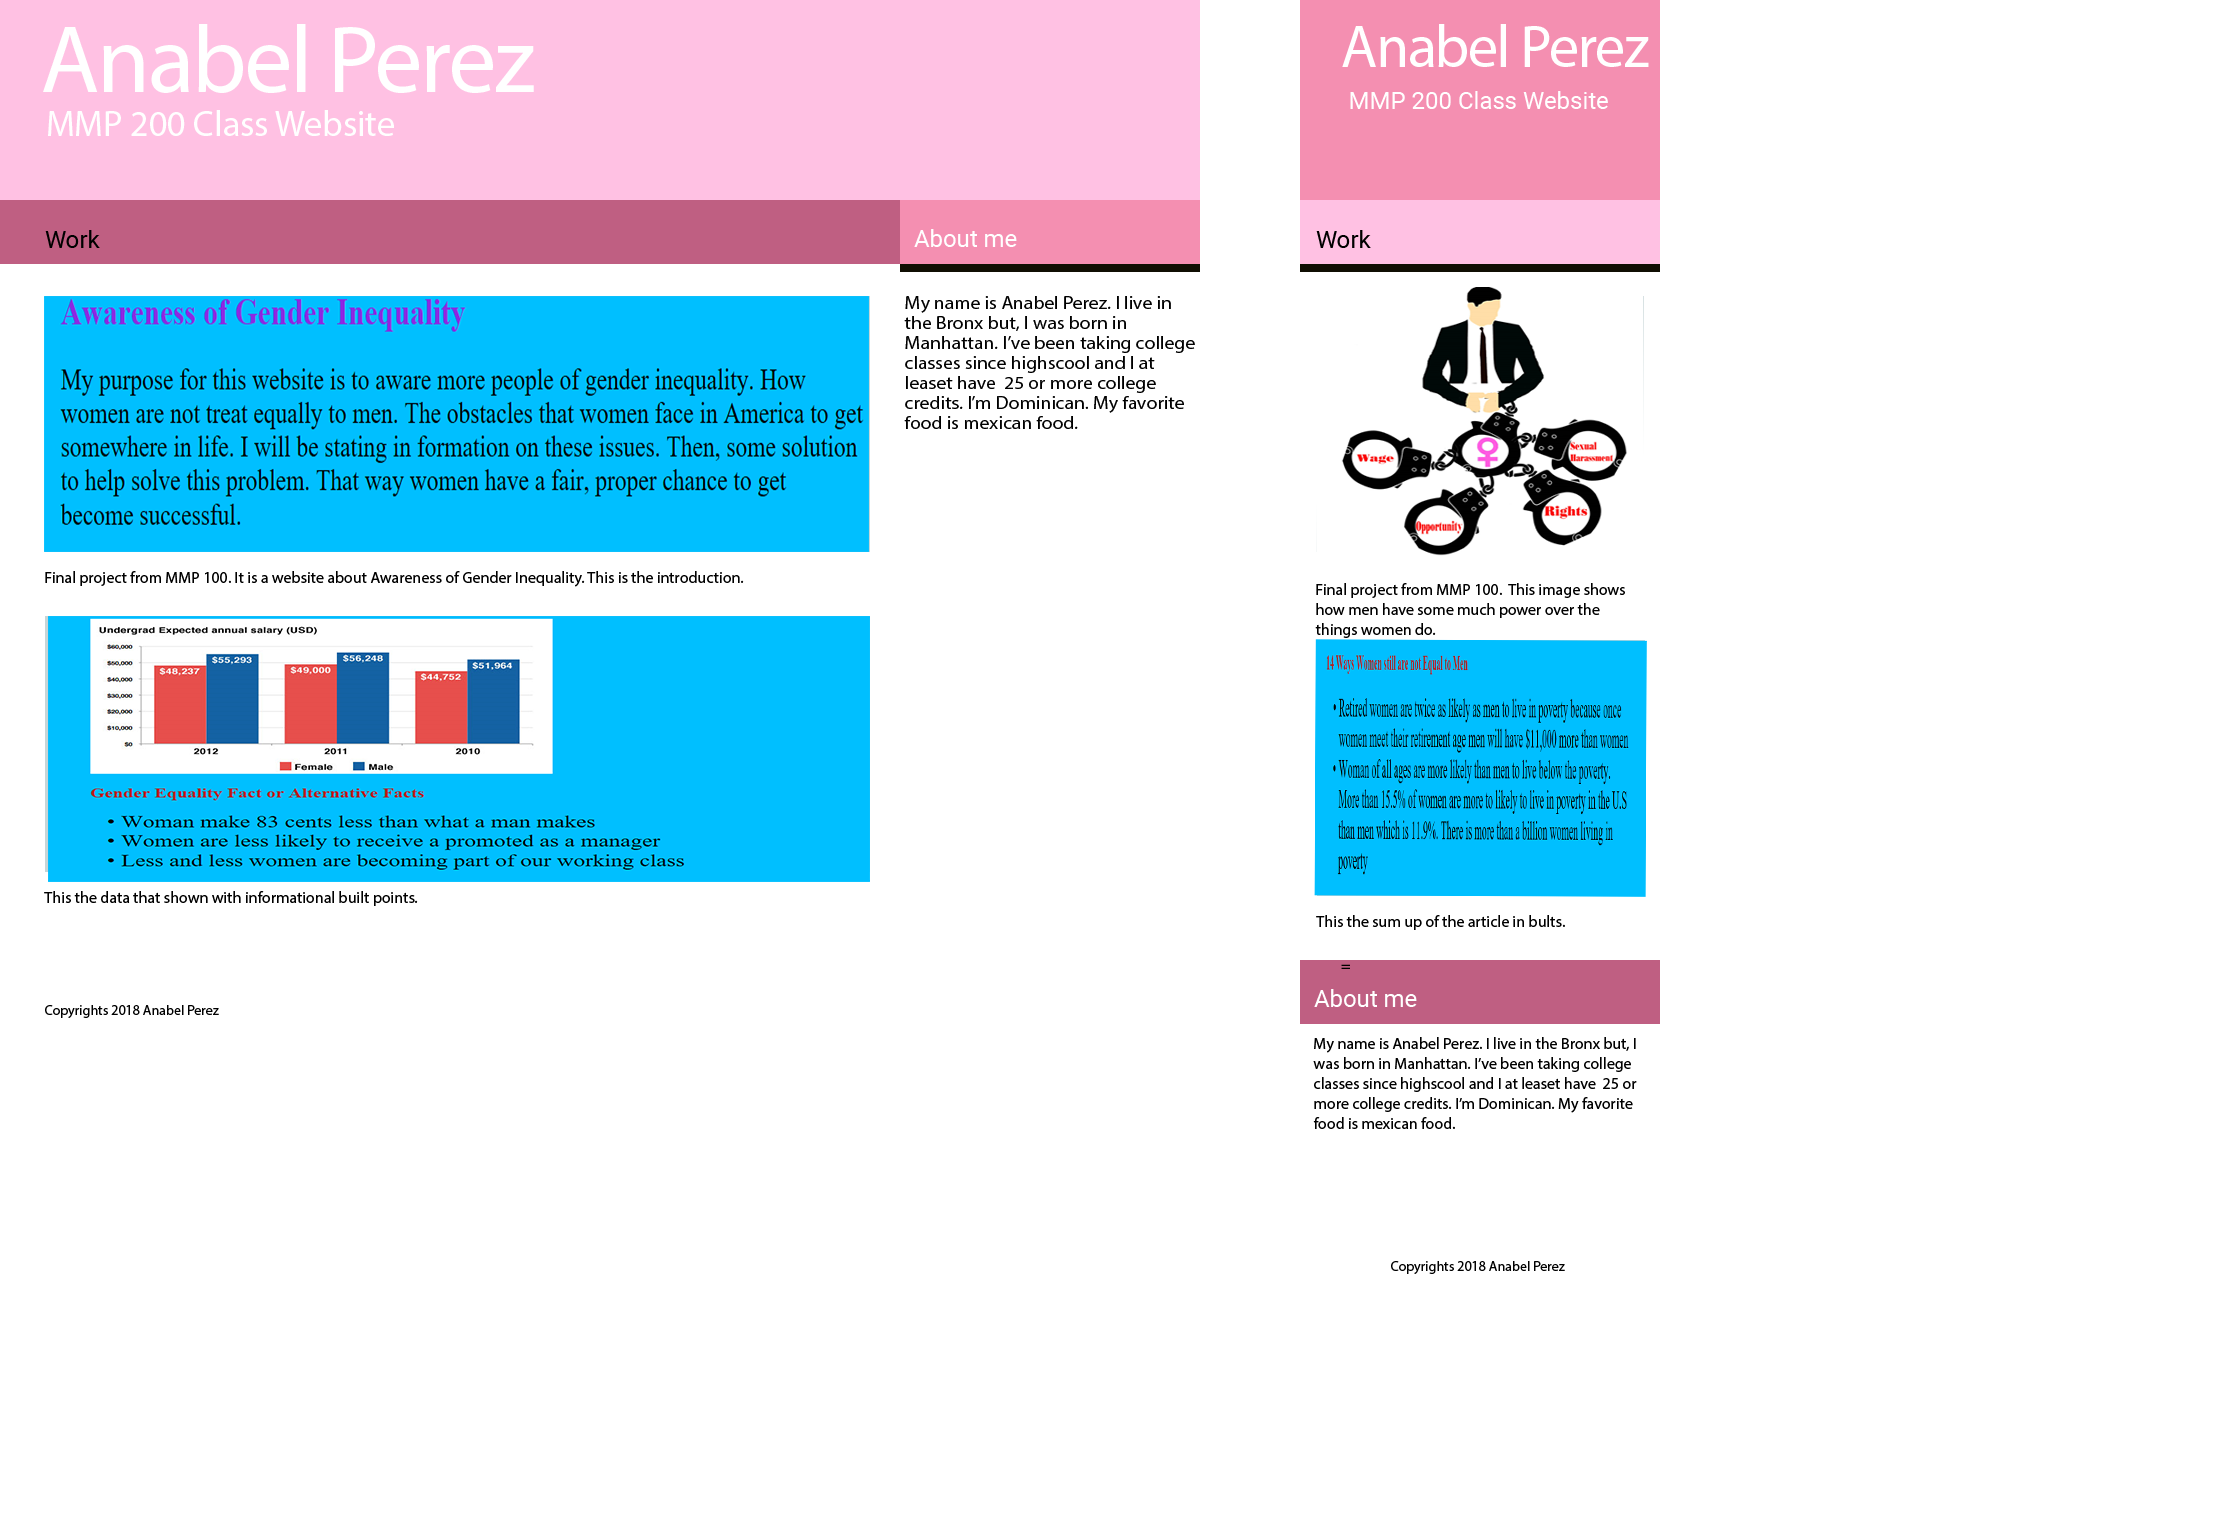 Anabel Perez
MMP 200 Class Website
Work
About me
Awareness of Gender Inequality
My purpose for this website is to aware more people of gender inequality. How
women are not treat equally to men. The obstacles that women face in America to get
somewhere in life. I will be stating in formation on these issues. Then, some solution
to help solve this problem. That way women have a fair, proper chance to get
become successful.
Final project from MMP 100. It is a website about Awareness of Gender Inequality. This is the introduction.
Undergrad Expected annual salary (USD)
$60,000
$50,000
$40,000
$30,000
$20,000
$10,000
$0
$48,237
$55,293
$49,000
$56,248
$44,752
$51,964
2012
2011
2010
Female
Male
Gender Equality Fact or Alternative Facts
• Woman make 83 cents less than what a man makes
• Women are less likely to receive a promoted as a manager
• Less and less women are becoming part of our working class
This the data that shown with informational built points.
Copyrights 2018 Anabel Perez
My name is Anabel Perez. I live in
the Bronx but, I was born in
Manhattan. I've been taking college
classes since highscool and I at
leaset have  25 or more college
credits. I'm Dominican. My favorite
food is mexican food.
Anabel Perez
MMP 200 Class Website
Work
Wage
Sexual
Harassment
Opportunity
Rights
Final project from MMP 100.  This image shows
how men have some much power over the
things women do.
14 Ways Women still are not Equal to Men
• Retired women are twice as likely as men to live in poverty because once
women meet their retirement age men will have $11,000 more than women
• Woman of all ages are more likely than men to live below the poverty.
More than 15.5% of women are more to likely to live in poverty in the U.S
than men which is 11.9%. There is more than a billion women living in
poverty
This the sum up of the article in bults.
=
About me
My name is Anabel Perez. I live in the Bronx but, I
was born in Manhattan. I've been taking college
classes since highscool and I at leaset have  25 or
more college credits. I'm Dominican. My favorite
food is mexican food.
Copyrights 2018 Anabel Perez